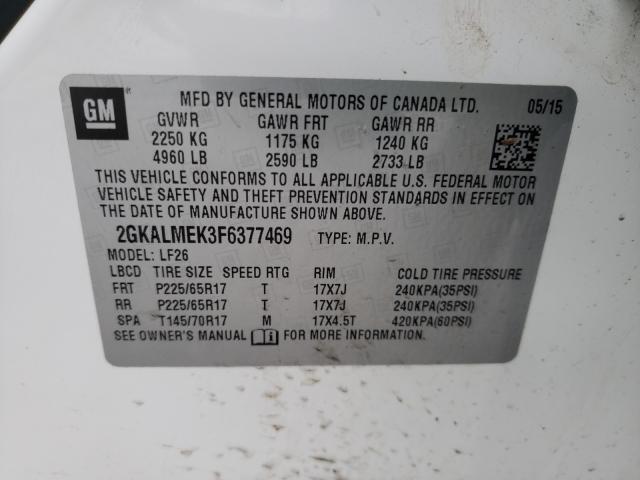 GM
MFD BY GENERAL MOTORS OF CANADA LTD. 05/15
GVWR GAWR FRT GAWR RR
2250 KG 1175 KG 1240 KG
4960 LB 2590 LB 2733 LB
THIS VEHICLE CONFORMS TO ALL APPLICABLE U.S. FEDERAL MOTOR
VEHICLE SAFETY AND THEFT PREVENTION STANDARDS IN EFFECT ON
THE DATE OF MANUFACTURE SHOWN ABOVE.
2GKALMEK3F6377469 TYPE: M.P.V.
MODEL: LF26
LBCD TIRE SIZE SPEED RTG RIM COLD TIRE PRESSURE
FRT P225/65R17 T 17X7J 240KPA(35PSI)
RR P225/65R17 T 17X7J 240KPA(35PSI)
SPA T145/70R17 M 17X4.5T 420KPA(60PSI)
SEE OWNER'S MANUAL FOR MORE INFORMATION.